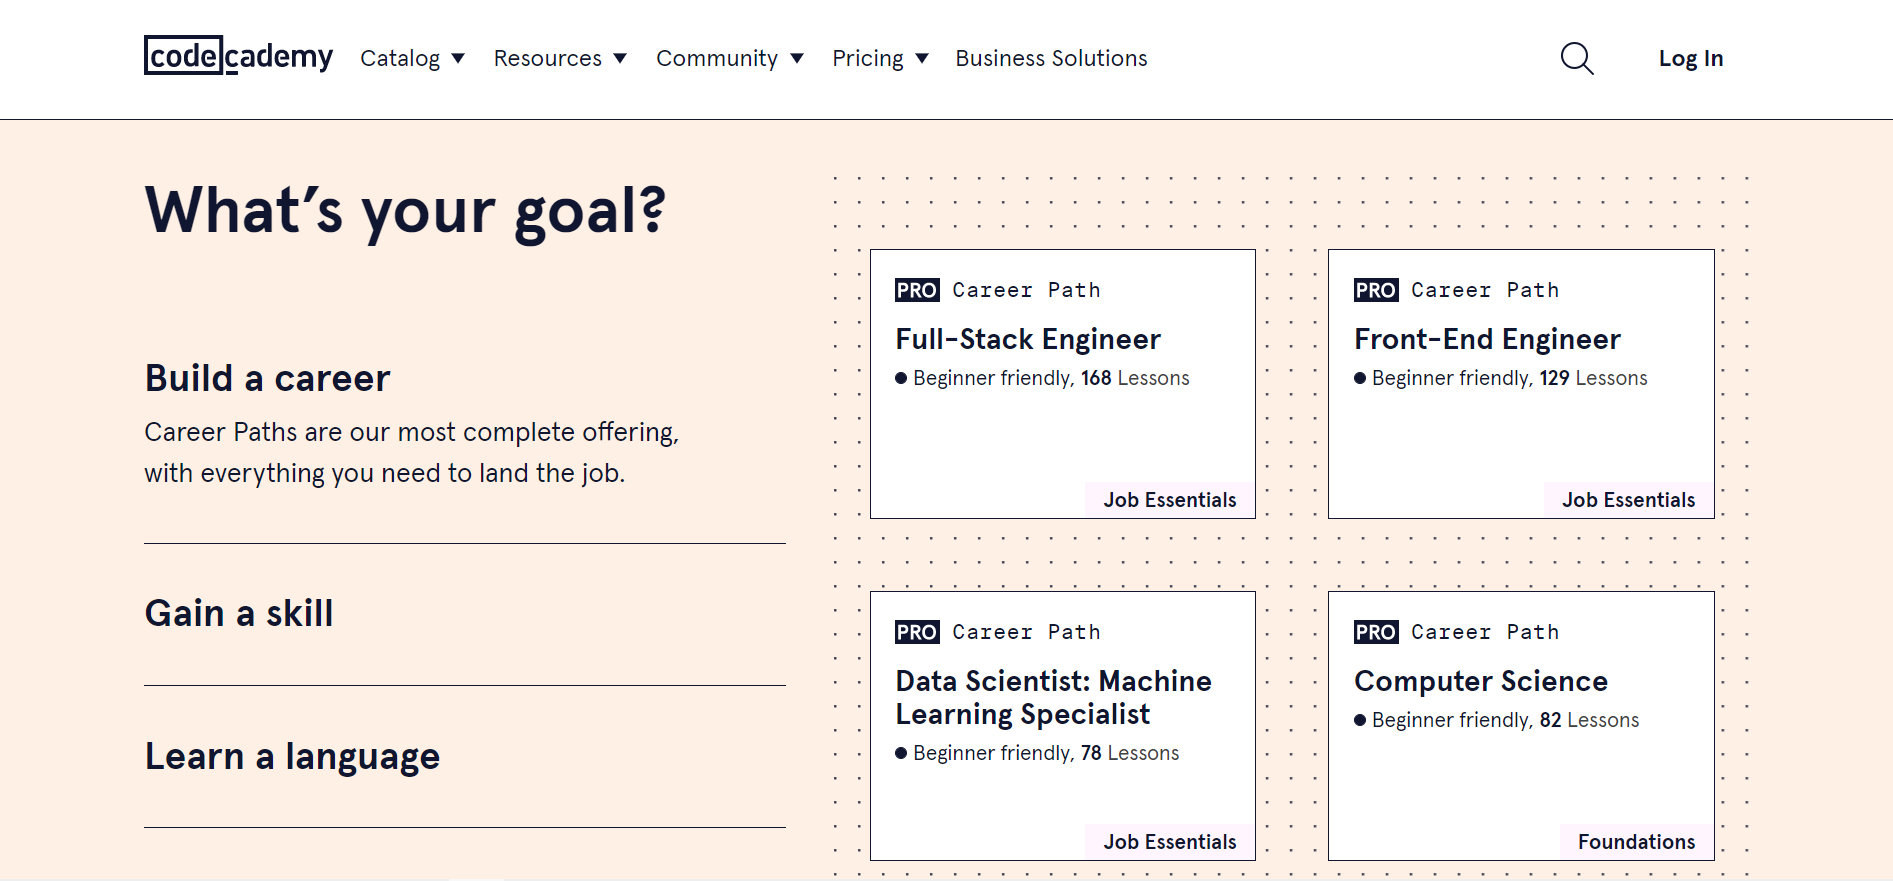 codecademy Catalog Resources Community Pricing Business Solutions Log In
What's your goal?
Build a career
Career Paths are our most complete offering,
with everything you need to land the job.
Gain a skill
Learn a language
PRO Career Path
Full-Stack Engineer
Beginner friendly, 168 Lessons
Job Essentials
PRO Career Path
Front-End Engineer
Beginner friendly, 129 Lessons
Job Essentials
PRO Career Path
Data Scientist: Machine
Learning Specialist
Beginner friendly, 78 Lessons
Job Essentials
PRO Career Path
Computer Science
Beginner friendly, 82 Lessons
Foundations